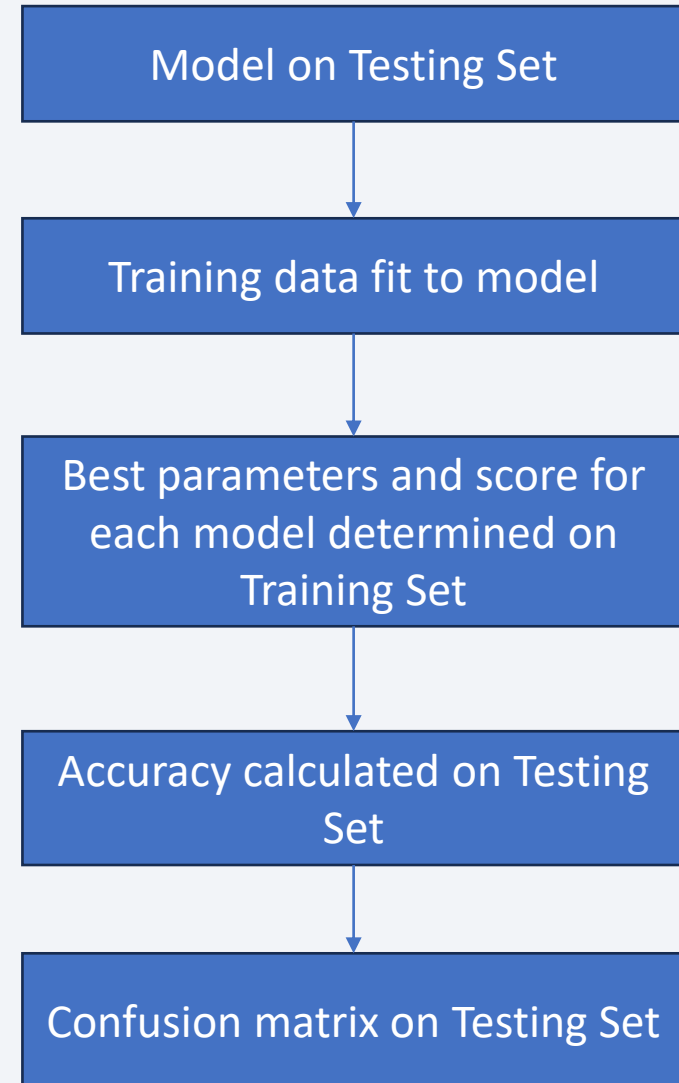 Model on Testing Set
Training data fit to model
Best parameters and score for
each model determined on
Training Set
Accuracy calculated on Testing
Set
Confusion matrix on Testing Set